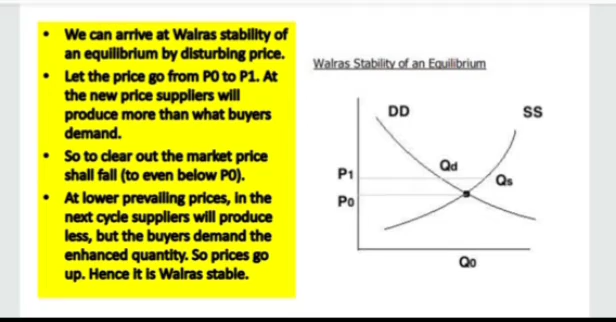 • We can arrive at Walras stability of
an equilibrium by disturbing price.
• Let the price go from P0 to P1. At
the new price suppliers will
produce more than what buyers
demand.
• So to clear out the market price
shall fall (to even below P0).
• At lower prevailing prices, in the
next cycle suppliers will produce
less, but the buyers demand the
enhanced quantity. So prices go
up. Hence it is Walras stable.
Walras Stability of an Equilibrium
DD
SS
Qd
P1
Qs
P0
Q0